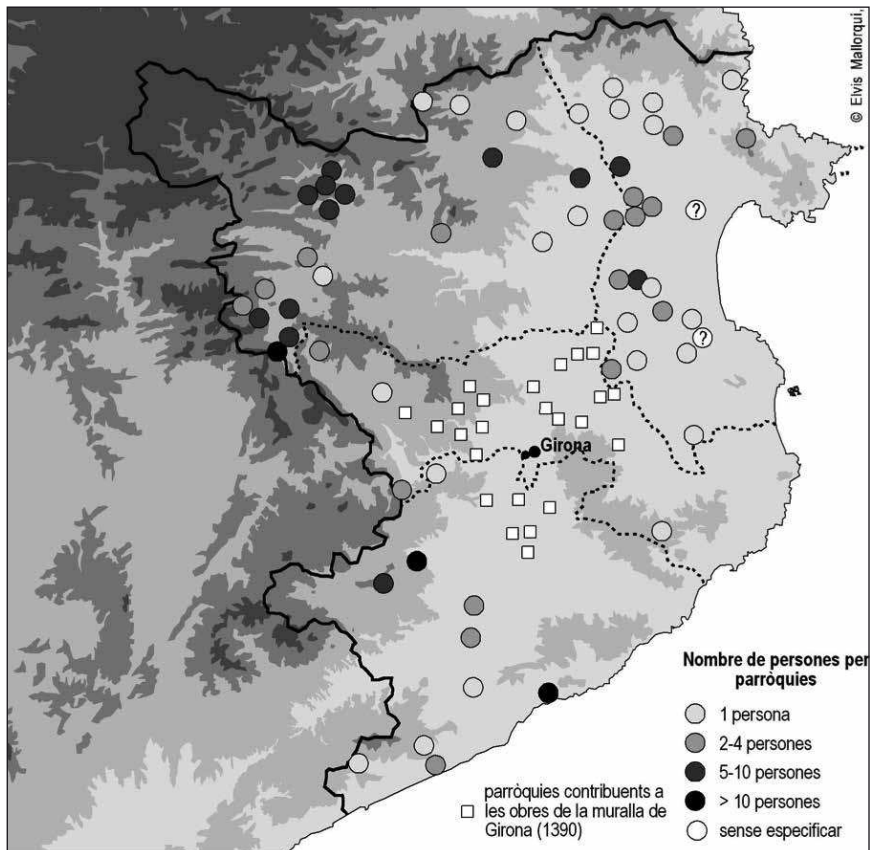 © Elvis Mallorquí,
?
?
Girona
Nombre de persones per
parròquies
1 persona
2-4 persones
5-10 persones
> 10 persones
sense especificar
parròquies contribuents a
les obres de la muralla de
Girona (1390)